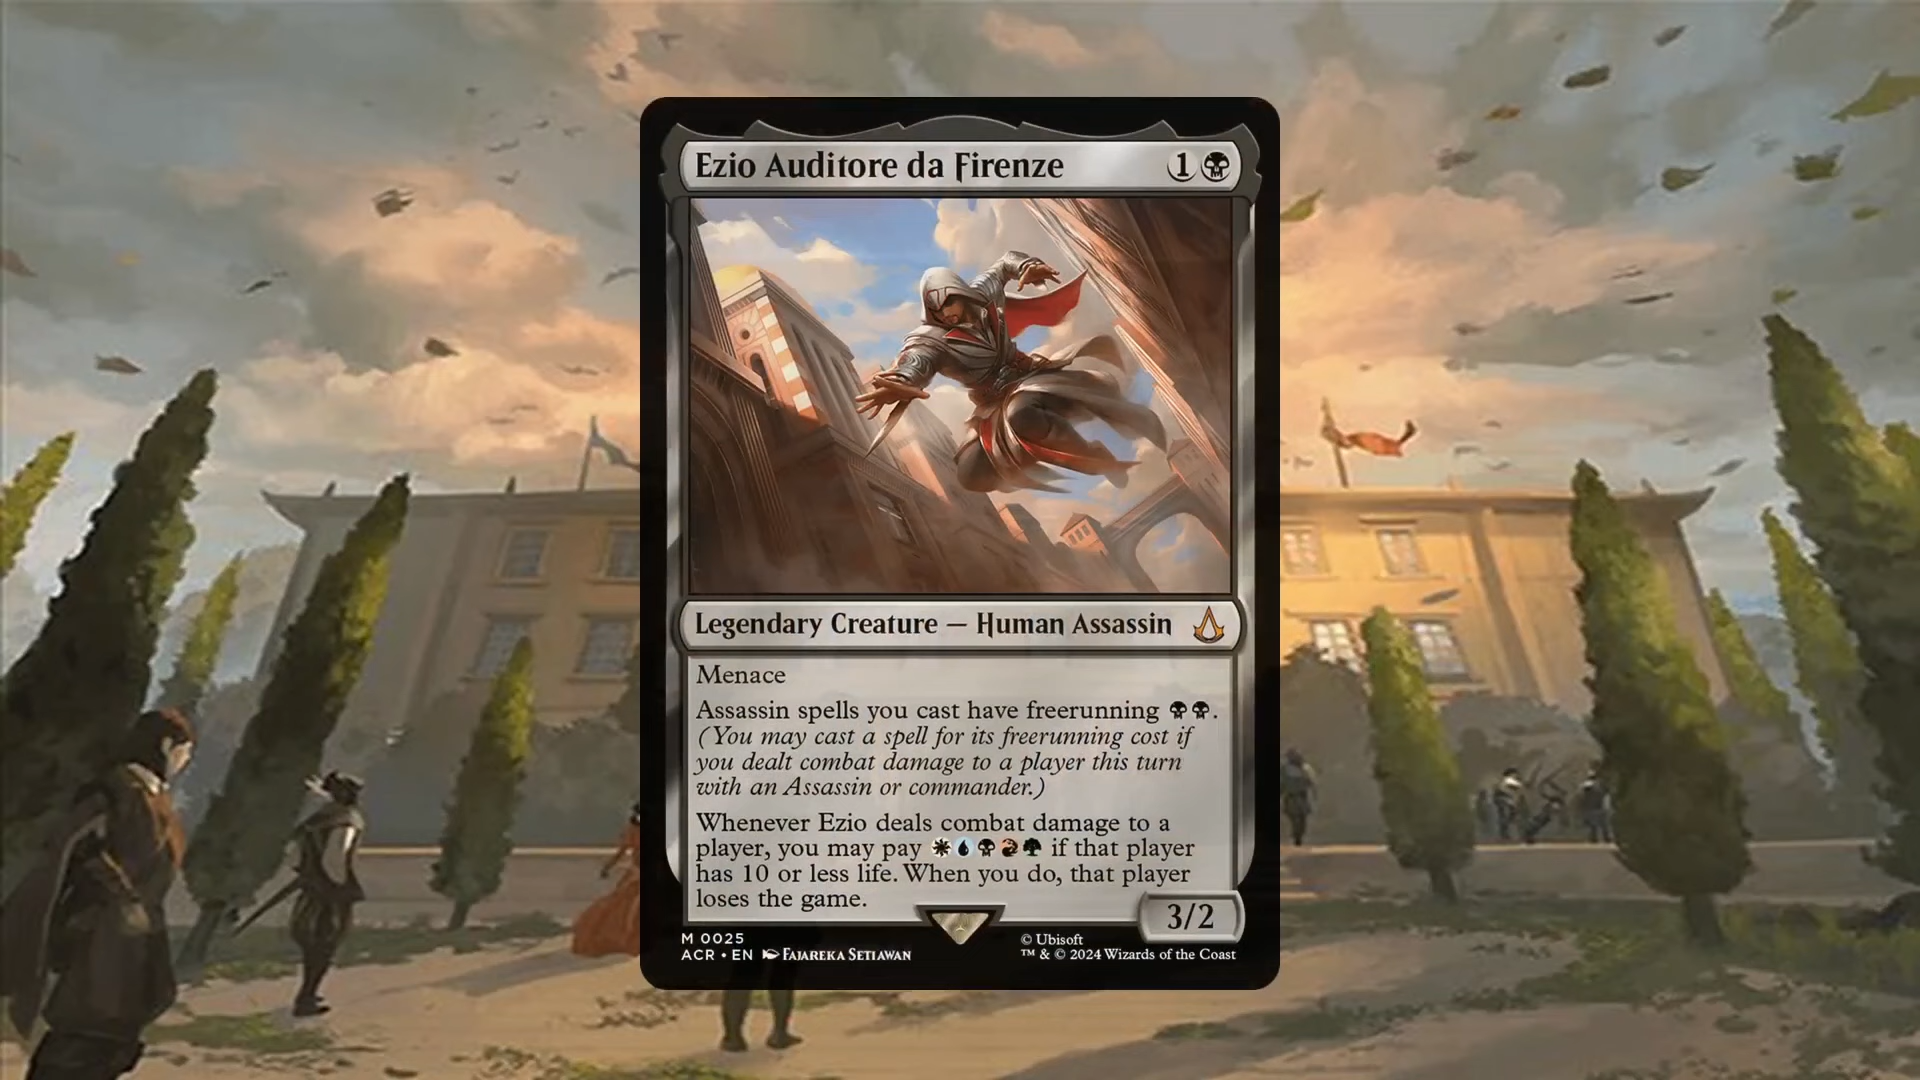 Ezio Auditore da Firenze 1
Legendary Creature — Human Assassin
Menace
Assassin spells you cast have freerunning .
(You may cast a spell for its freerunning cost if
you dealt combat damage to a player this turn
with an Assassin or commander.)
Whenever Ezio deals combat damage to a
player, you may pay if that player
has 10 or less life. When you do, that player
loses the game.
3/2
M 0025
ACR • EN Fajareka Setiawan
© Ubisoft
™ & © 2024 Wizards of the Coast